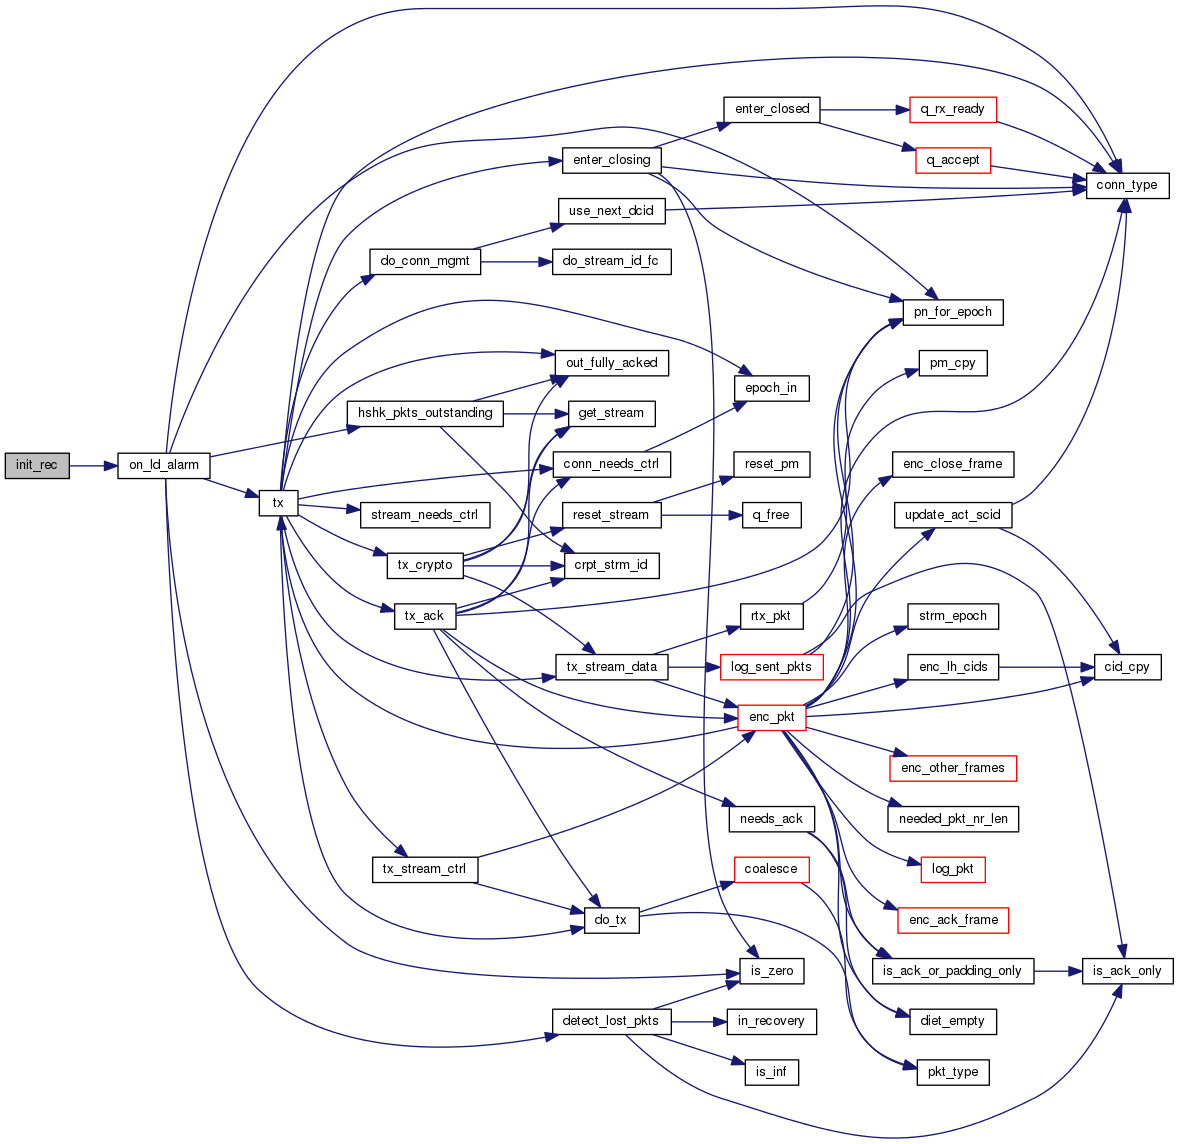 init_rec
on_ld_alarm
tx
do_conn_mgmt
hshk_pkts_outstanding
stream_needs_ctrl
tx_crypto
tx_ack
tx_stream_ctrl
enter_closing
use_next_dcid
do_stream_id_fc
out_fully_acked
get_stream
conn_needs_ctrl
reset_stream
crpt_strm_id
tx_stream_data
do_tx
detect_lost_pkts
enter_closed
epoch_in
reset_pm
q_free
rtx_pkt
log_sent_pkts
enc_pkt
needs_ack
coalesce
is_zero
in_recovery
is_inf
q_rx_ready
q_accept
pn_for_epoch
pm_cpy
enc_close_frame
update_act_scid
strm_epoch
enc_lh_cids
enc_other_frames
needed_pkt_nr_len
log_pkt
enc_ack_frame
is_ack_or_padding_only
diet_empty
pkt_type
conn_type
cid_cpy
is_ack_only